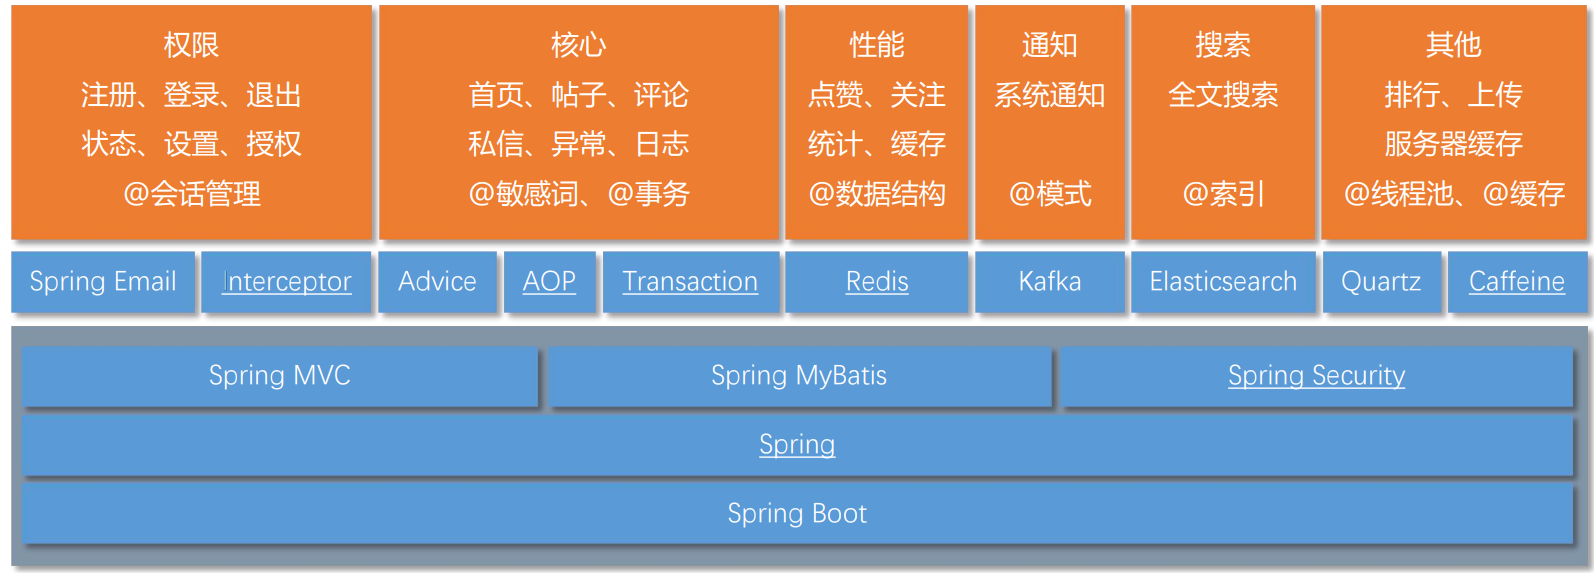 权限
注册、登录、退出
状态、设置、授权
@会话管理
核心
首页、帖子、评论
私信、异常、日志
@敏感词、@事务
性能
点赞、关注
统计、缓存
@数据结构
通知
系统通知
@模式
搜索
全文搜索
@索引
其他
排行、上传
服务器缓存
@线程池、@缓存
Spring Email
Interceptor
Advice
AOP
Transaction
Redis
Kafka
Elasticsearch
Quartz
Caffeine
Spring MVC
Spring MyBatis
Spring Security
Spring
Spring Boot